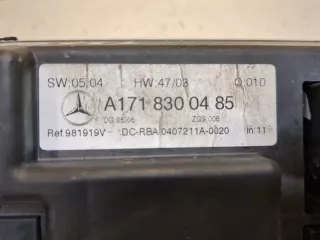 SW:05.04 HW:47/03 Q:010
A171 830 04 85
DG:05/06 ZGS:006
Ref.981919V DC-RBA 0407211A-0020 In:11